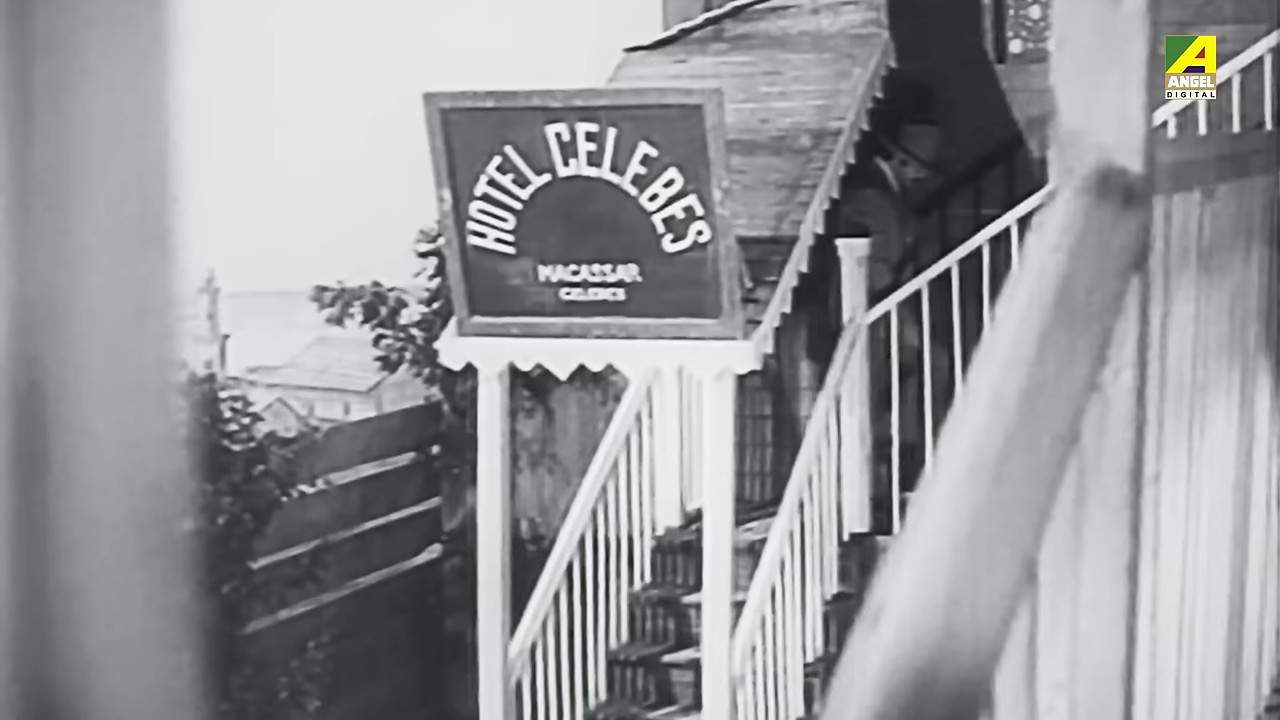 HOTEL CELEBES
MACASSAR
CELEBES
A
ANGEL
DIGITAL